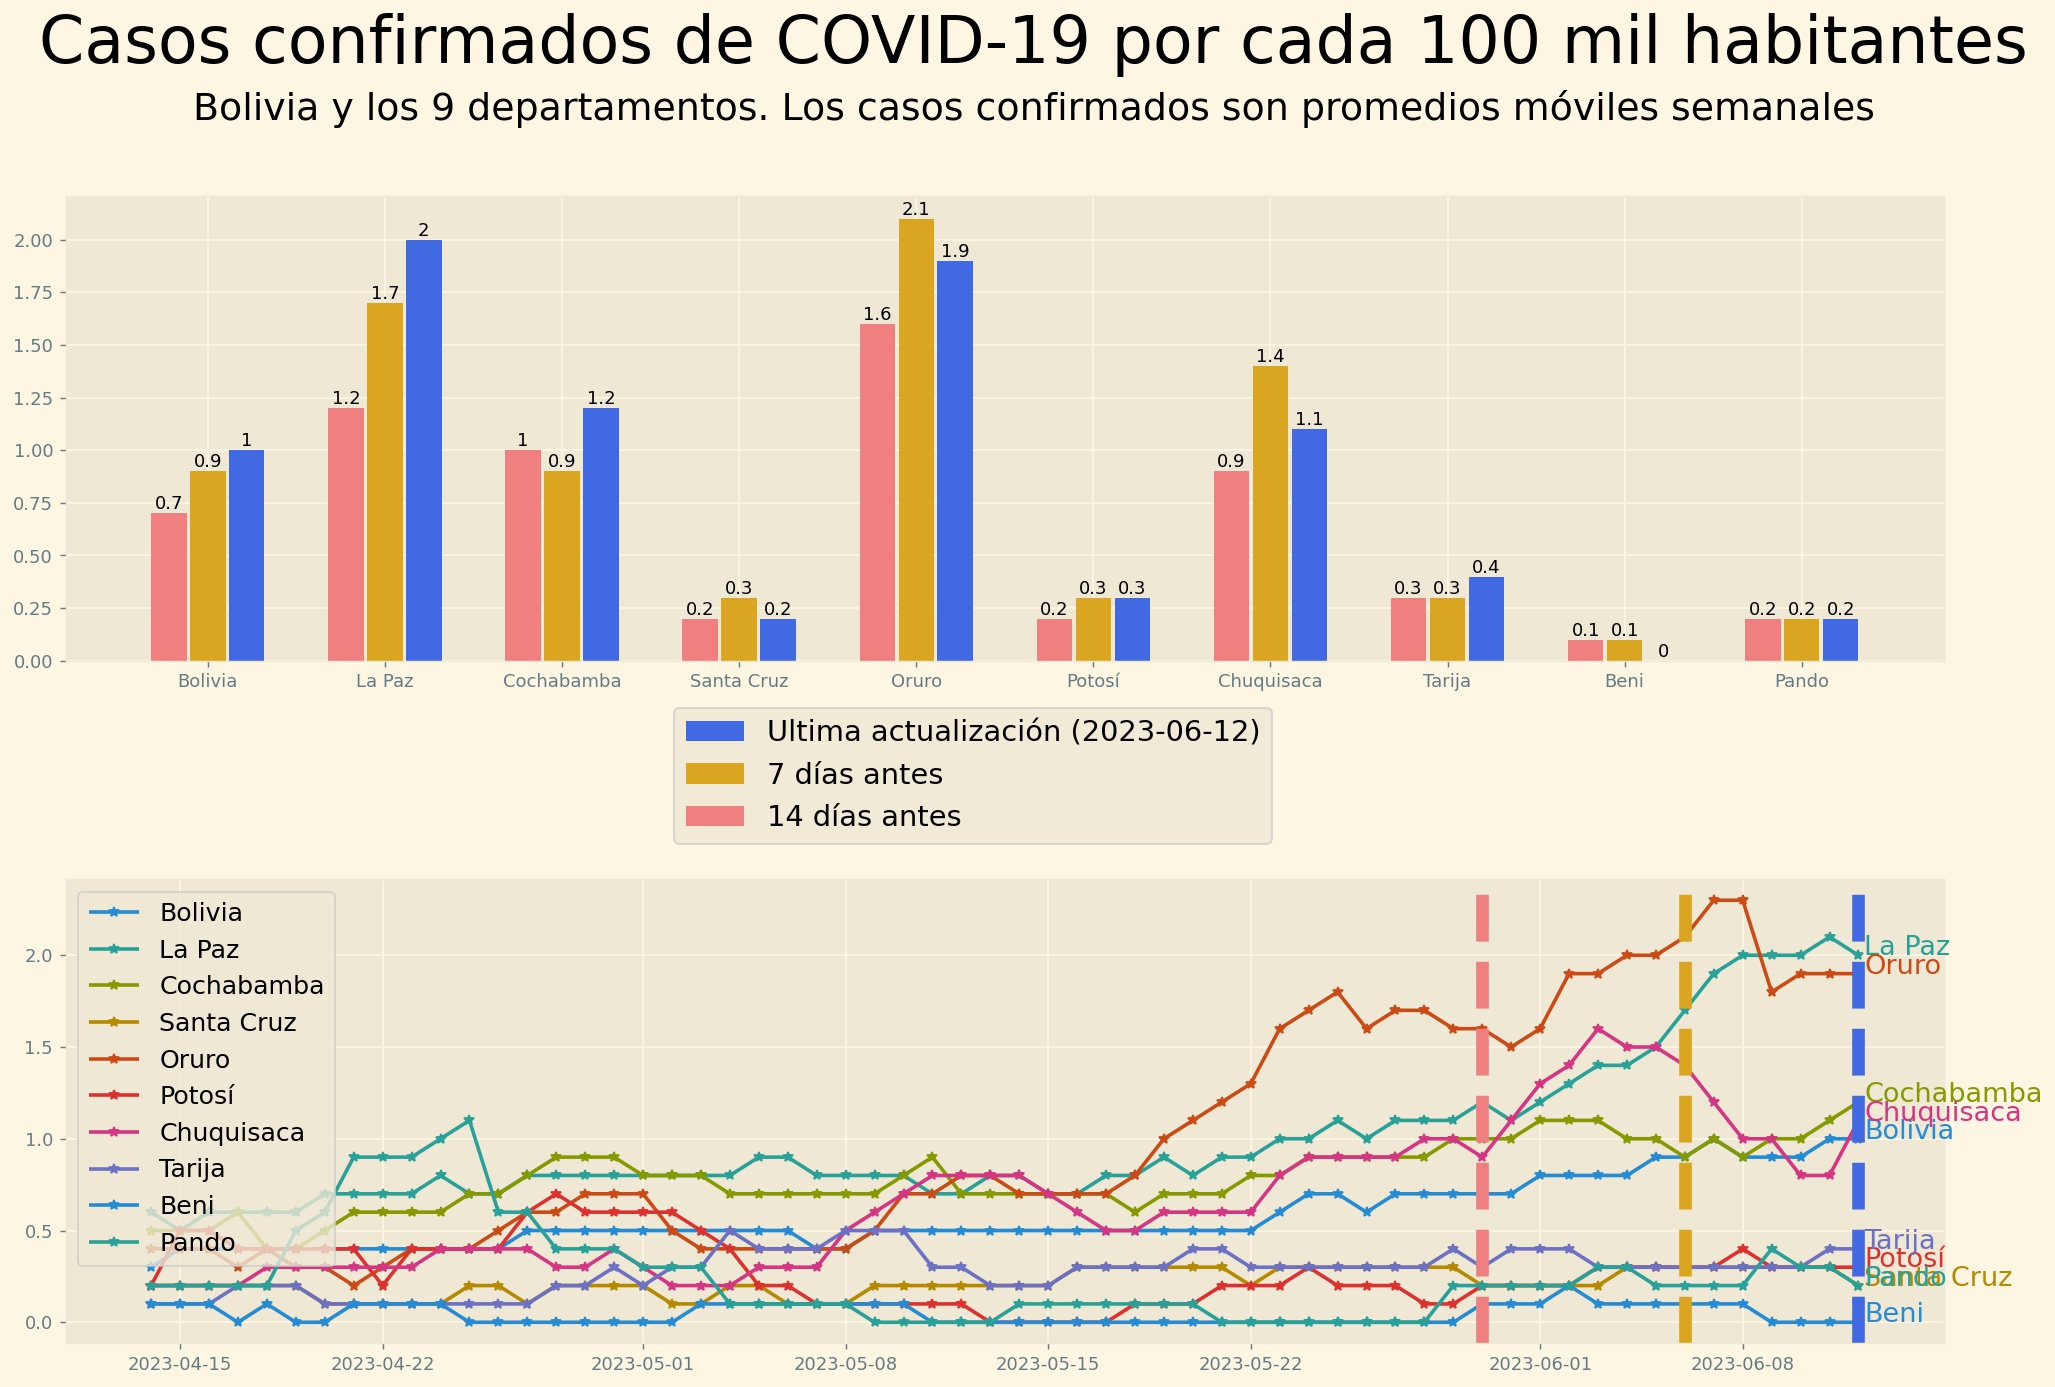 Casos confirmados de COVID-19 por cada 100 mil habitantes
Bolivia y los 9 departamentos. Los casos confirmados son promedios móviles semanales
2.00
1.75
1.50
1.25
1.00
0.75
0.50
0.25
0.00
0.7 0.9 1
1.2 1.7 2
1 0.9 1.2
0.2 0.3 0.2
1.6 2.1 1.9
0.2 0.3 0.3
0.9 1.4 1.1
0.3 0.3 0.4
0.1 0.1 0
0.2 0.2 0.2
Bolivia La Paz Cochabamba Santa Cruz Oruro Potosí Chuquisaca Tarija Beni Pando
Ultima actualización (2023-06-12)
7 días antes
14 días antes
Bolivia
La Paz
Cochabamba
Santa Cruz
Oruro
Potosí
Chuquisaca
Tarija
Beni
Pando
2.0
1.5
1.0
0.5
0.0
La Paz
Oruro
Cochabamba
Chuquisaca
Bolivia
Tarija
Potosí
Santa Cruz
Pando
Beni
2023-04-15 2023-04-22 2023-05-01 2023-05-08 2023-05-15 2023-05-22 2023-06-01 2023-06-08